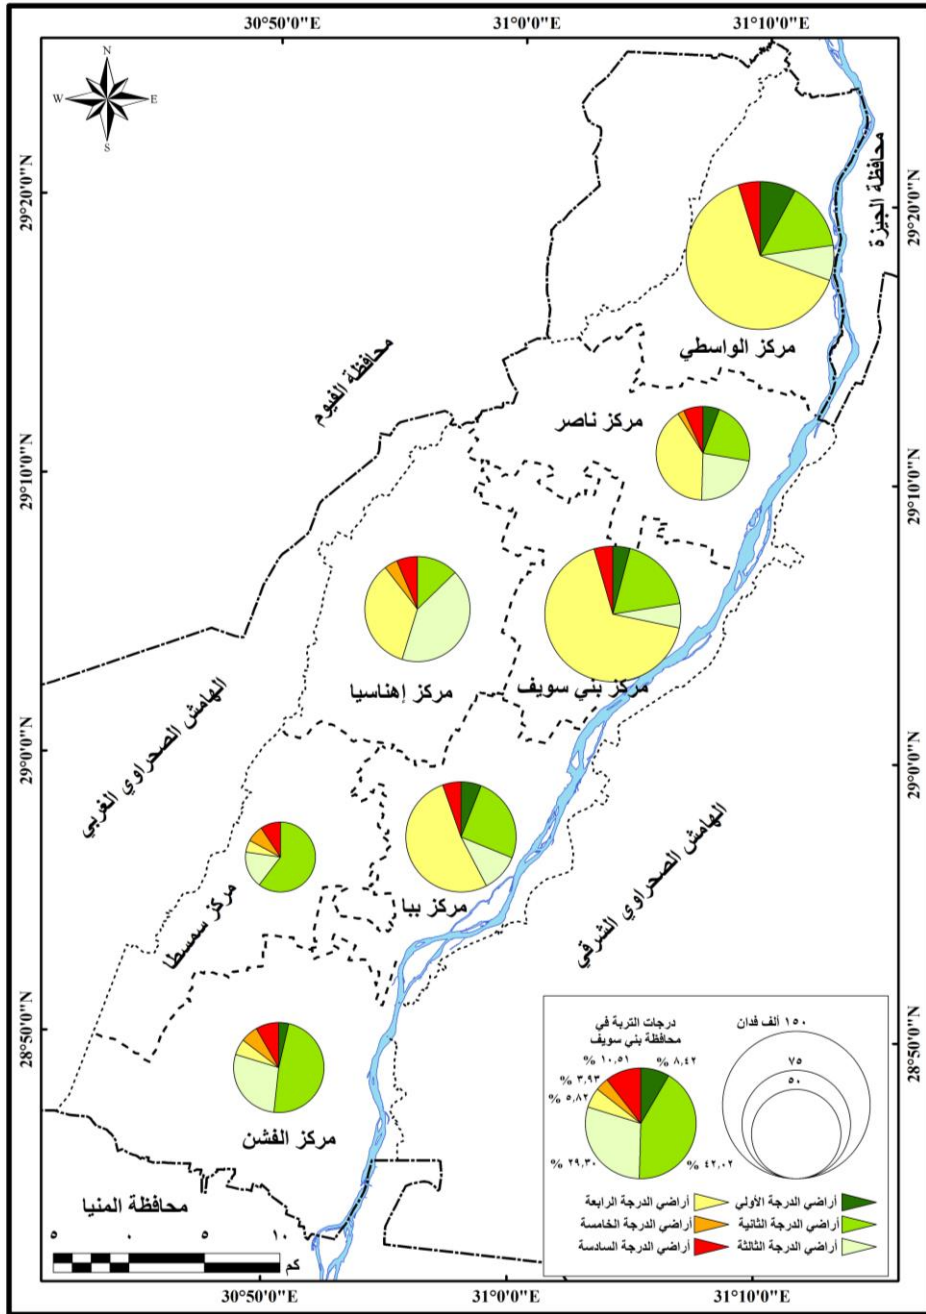 30°50'0"E
31°0'0"E
31°10'0"E
N
W
E
S
29°20'0"N
29°20'0"N
محافظة الجيزة
مركز الواسطي
محافظة الفيوم
مركز ناصر
29°10'0"N
29°10'0"N
مركز إهناسيا
مركز بني سويف
الهامش الصحراوي الغربي
29°0'0"N
29°0'0"N
مركز ببا
مركز سمسطا
الهامش الصحراوي الشرقي
28°50'0"N
28°50'0"N
مركز الفشن
محافظة المنيا
٥ ٠ ٥ ١٠
كم
درجات التربة في
محافظة بني سويف
١٥٠ ألف فدان
٧٥
٥٠
٨,٤٢ %
١٠,٥١ %
٣,٩٣ %
٥,٨٢ %
٢٩,٣٠ %
٤٢,٠٢ %
أراضي الدرجة الأولي
أراضي الدرجة الرابعة
أراضي الدرجة الثانية
أراضي الدرجة الخامسة
أراضي الدرجة الثالثة
أراضي الدرجة السادسة
30°50'0"E
31°0'0"E
31°10'0"E